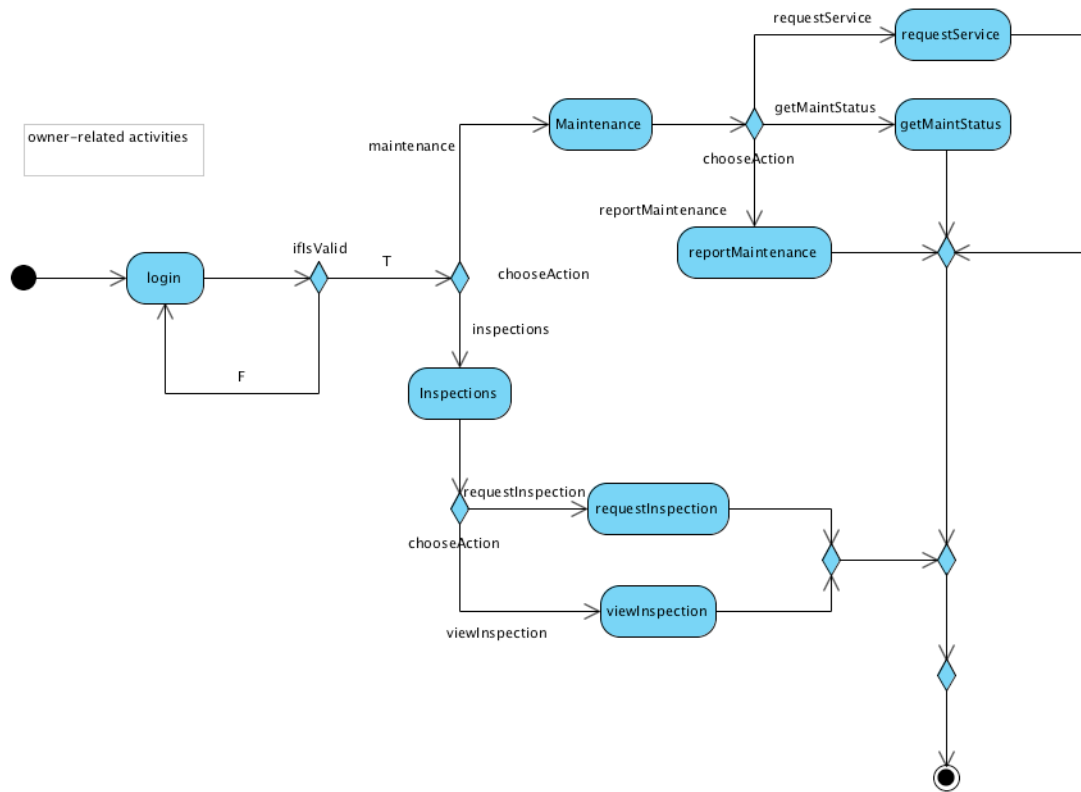 requestService
requestService
getMaintStatus
Maintenance
getMaintStatus
owner-related activities
maintenance
chooseAction
reportMaintenance
reportMaintenance
ifIsValid
T
login
chooseAction
inspections
F
Inspections
requestInspection
requestInspection
chooseAction
viewInspection
viewInspection